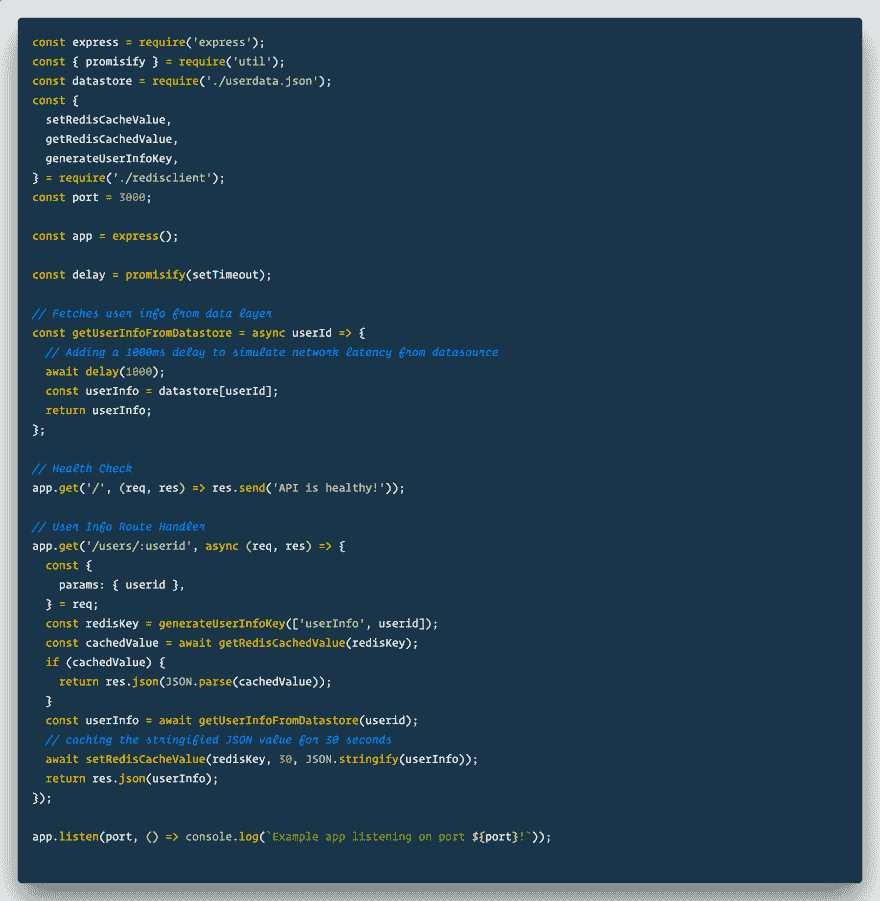 const express = require('express');
const { promisify } = require('util');
const datastore = require('./userdata.json');
const {
  setRedisCacheValue,
  getRedisCachedValue,
  generateUserInfoKey,
} = require('./redisclient');
const port = 3000;

const app = express();

const delay = promisify(setTimeout);

// Fetches user info from data layer
const getUserInfoFromDatastore = async userId => {
  // Adding a 1000ms delay to simulate network latency from datasource
  await delay(1000);
  const userInfo = datastore[userId];
  return userInfo;
};

// Health Check
app.get('/', (req, res) => res.send('API is healthy!'));

// User Info Route Handler
app.get('/users/:userid', async (req, res) => {
  const {
    params: { userid },
  } = req;
  const redisKey = generateUserInfoKey(['userInfo', userid]);
  const cachedValue = await getRedisCachedValue(redisKey);
  if (cachedValue) {
    return res.json(JSON.parse(cachedValue));
  }
  const userInfo = await getUserInfoFromDatastore(userid);
  // caching the stringified JSON value for 30 seconds
  await setRedisCacheValue(redisKey, 30, JSON.stringify(userInfo));
  return res.json(userInfo);
});

app.listen(port, () => console.log(`Example app listening on port ${port}!`));